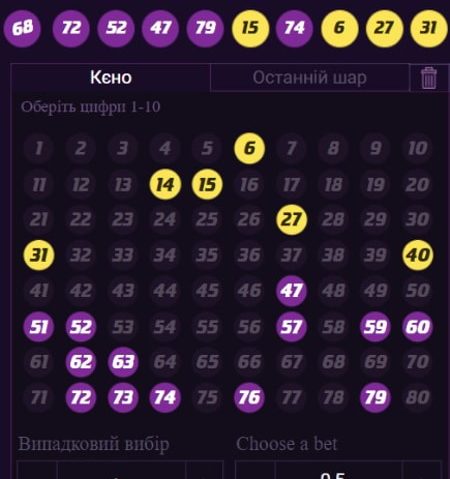 68 72 52 47 79 15 74 6 27 31
Кєно Останній шар
Оберіть цифри 1-10
1 2 3 4 5 6 7 8 9 10
11 12 13 14 15 16 17 18 19 20
21 22 23 24 25 26 27 28 29 30
31 32 33 34 35 36 37 38 39 40
41 42 43 44 45 46 47 48 49 50
51 52 53 54 55 56 57 58 59 60
61 62 63 64 65 66 67 68 69 70
71 72 73 74 75 76 77 78 79 80
Випадковий вибір Choose a bet
0.5